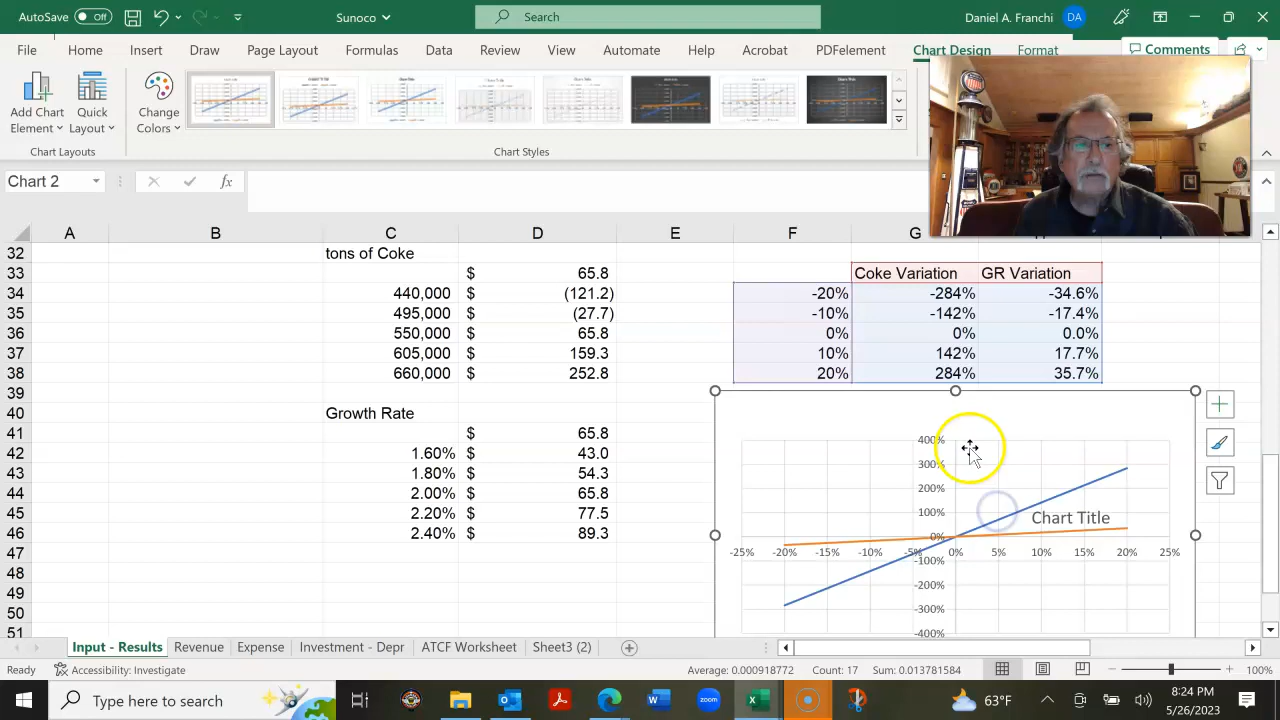 AutoSave Off Sunoco Search Daniel A. Franchi DA
File Home Insert Draw Page Layout Formulas Data Review View Automate Help Acrobat PDFelement Chart Design Format Comments
Add Chart Element Quick Layout Change Colors
Chart Layouts Chart Styles
Chart 2 fx
A B C D E F G
32 tons of Coke
33 $ 65.8 Coke Variation GR Variation
34 440,000 $ (121.2) -20% -284% -34.6%
35 495,000 $ (27.7) -10% -142% -17.4%
36 550,000 $ 65.8 0% 0% 0.0%
37 605,000 $ 159.3 10% 142% 17.7%
38 660,000 $ 252.8 20% 284% 35.7%
39
40 Growth Rate
41 $ 65.8
42 1.60% $ 43.0
43 1.80% $ 54.3
44 2.00% $ 65.8
45 2.20% $ 77.5
46 2.40% $ 89.3
47
48
49
50
51
400%
300%
200%
100%
Chart Title
0%
-25% -20% -15% -10% -5% 0% 5% 10% 15% 20% 25%
-100%
-200%
-300%
-400%
Input - Results Revenue Expense Investment - Depr ATCF Worksheet Sheet3 (2)
Ready Accessibility: Investigate Average: 0.000918772 Count: 17 Sum: 0.013781584 100%
Type here to search zoom 63°F 8:24 PM
5/26/2023